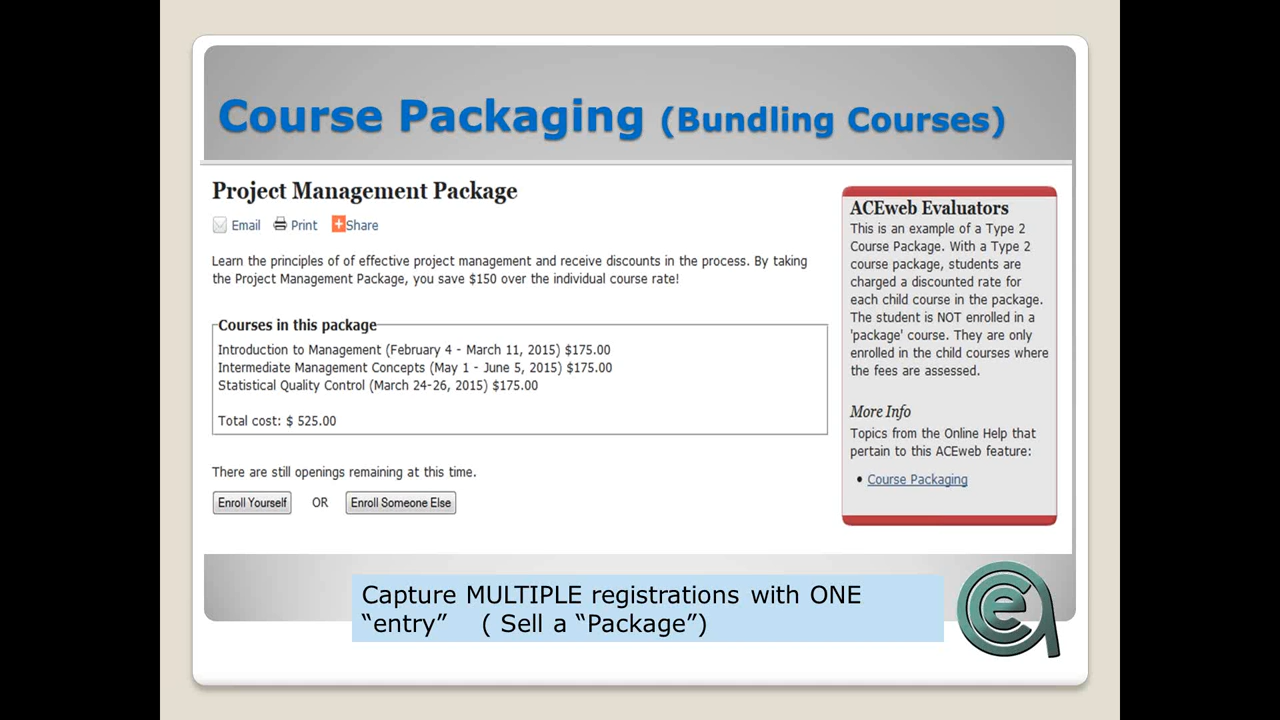 Course Packaging (Bundling Courses)
Project Management Package
Email Print Share
Learn the principles of of effective project management and receive discounts in the process. By taking
the Project Management Package, you save $150 over the individual course rate!
Courses in this package
Introduction to Management (February 4 - March 11, 2015) $175.00
Intermediate Management Concepts (May 1 - June 5, 2015) $175.00
Statistical Quality Control (March 24-26, 2015) $175.00
Total cost: $ 525.00
There are still openings remaining at this time.
Enroll Yourself OR Enroll Someone Else
ACEweb Evaluators
This is an example of a Type 2
Course Package. With a Type 2
course package, students are
charged a discounted rate for
each child course in the package.
The student is NOT enrolled in a
'package' course. They are only
enrolled in the child courses where
the fees are assessed.
More Info
Topics from the Online Help that
pertain to this ACEweb feature:
• Course Packaging
Capture MULTIPLE registrations with ONE
“entry” ( Sell a “Package”)